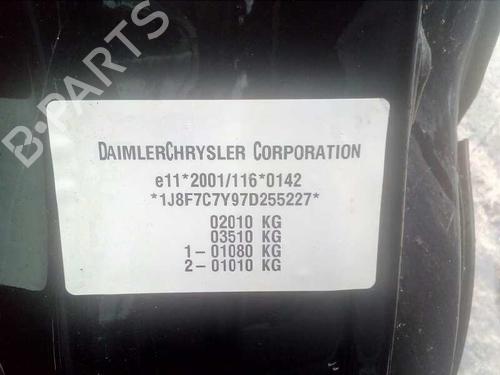 B-PARTS
DAIMLERCHRYSLER CORPORATION
e11*2001/116*0142
*1J8F7C7Y97D255227*
02010 KG
03510 KG
1-01080 KG
2-01010 KG